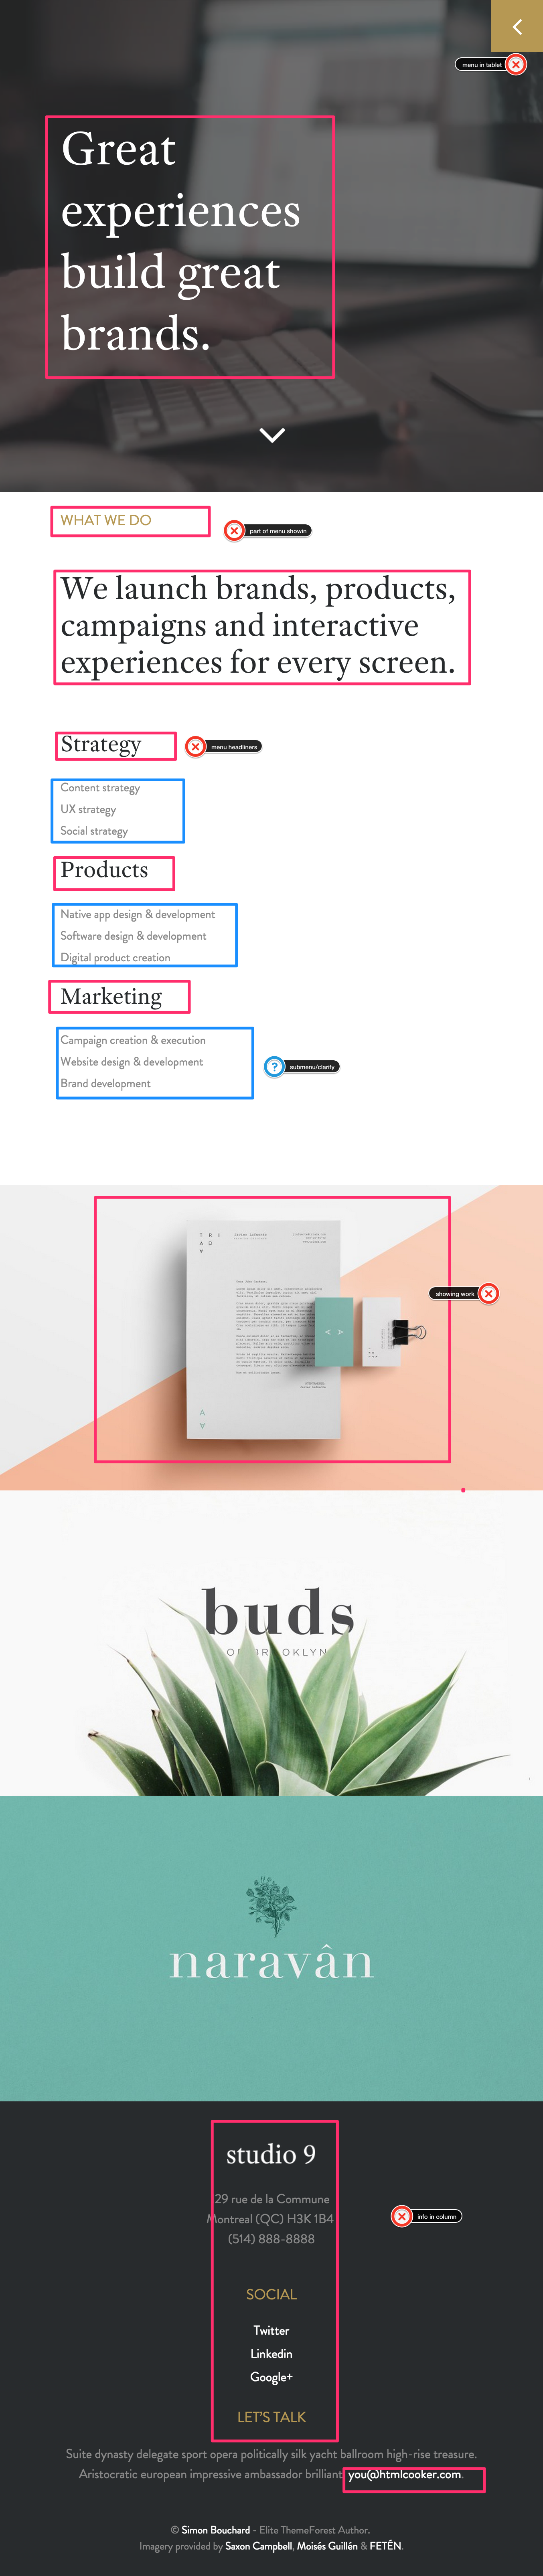 menu in tablet
Great
experiences
build great
brands.
WHAT WE DO
part of menu showin
We launch brands, products,
campaigns and interactive
experiences for every screen.
Strategy
menu headliners
Content strategy
UX strategy
Social strategy
Products
Native app design & development
Software design & development
Digital product creation
Marketing
Campaign creation & execution
Website design & development
Brand development
submenu/clarify
showing work
buds
OF BROOKLYN
naravân
studio 9
29 rue de la Commune
Montreal (QC) H3K 1B4
(514) 888-8888
info in column
SOCIAL
Twitter
Linkedin
Google+
LET'S TALK
Suite dynasty delegate sport opera politically silk yacht ballroom high-rise treasure.
Aristocratic european impressive ambassador brilliant you@htmlcooker.com.
© Simon Bouchard - Elite ThemeForest Author.
Imagery provided by Saxon Campbell, Moisés Guillén & FETÉN.